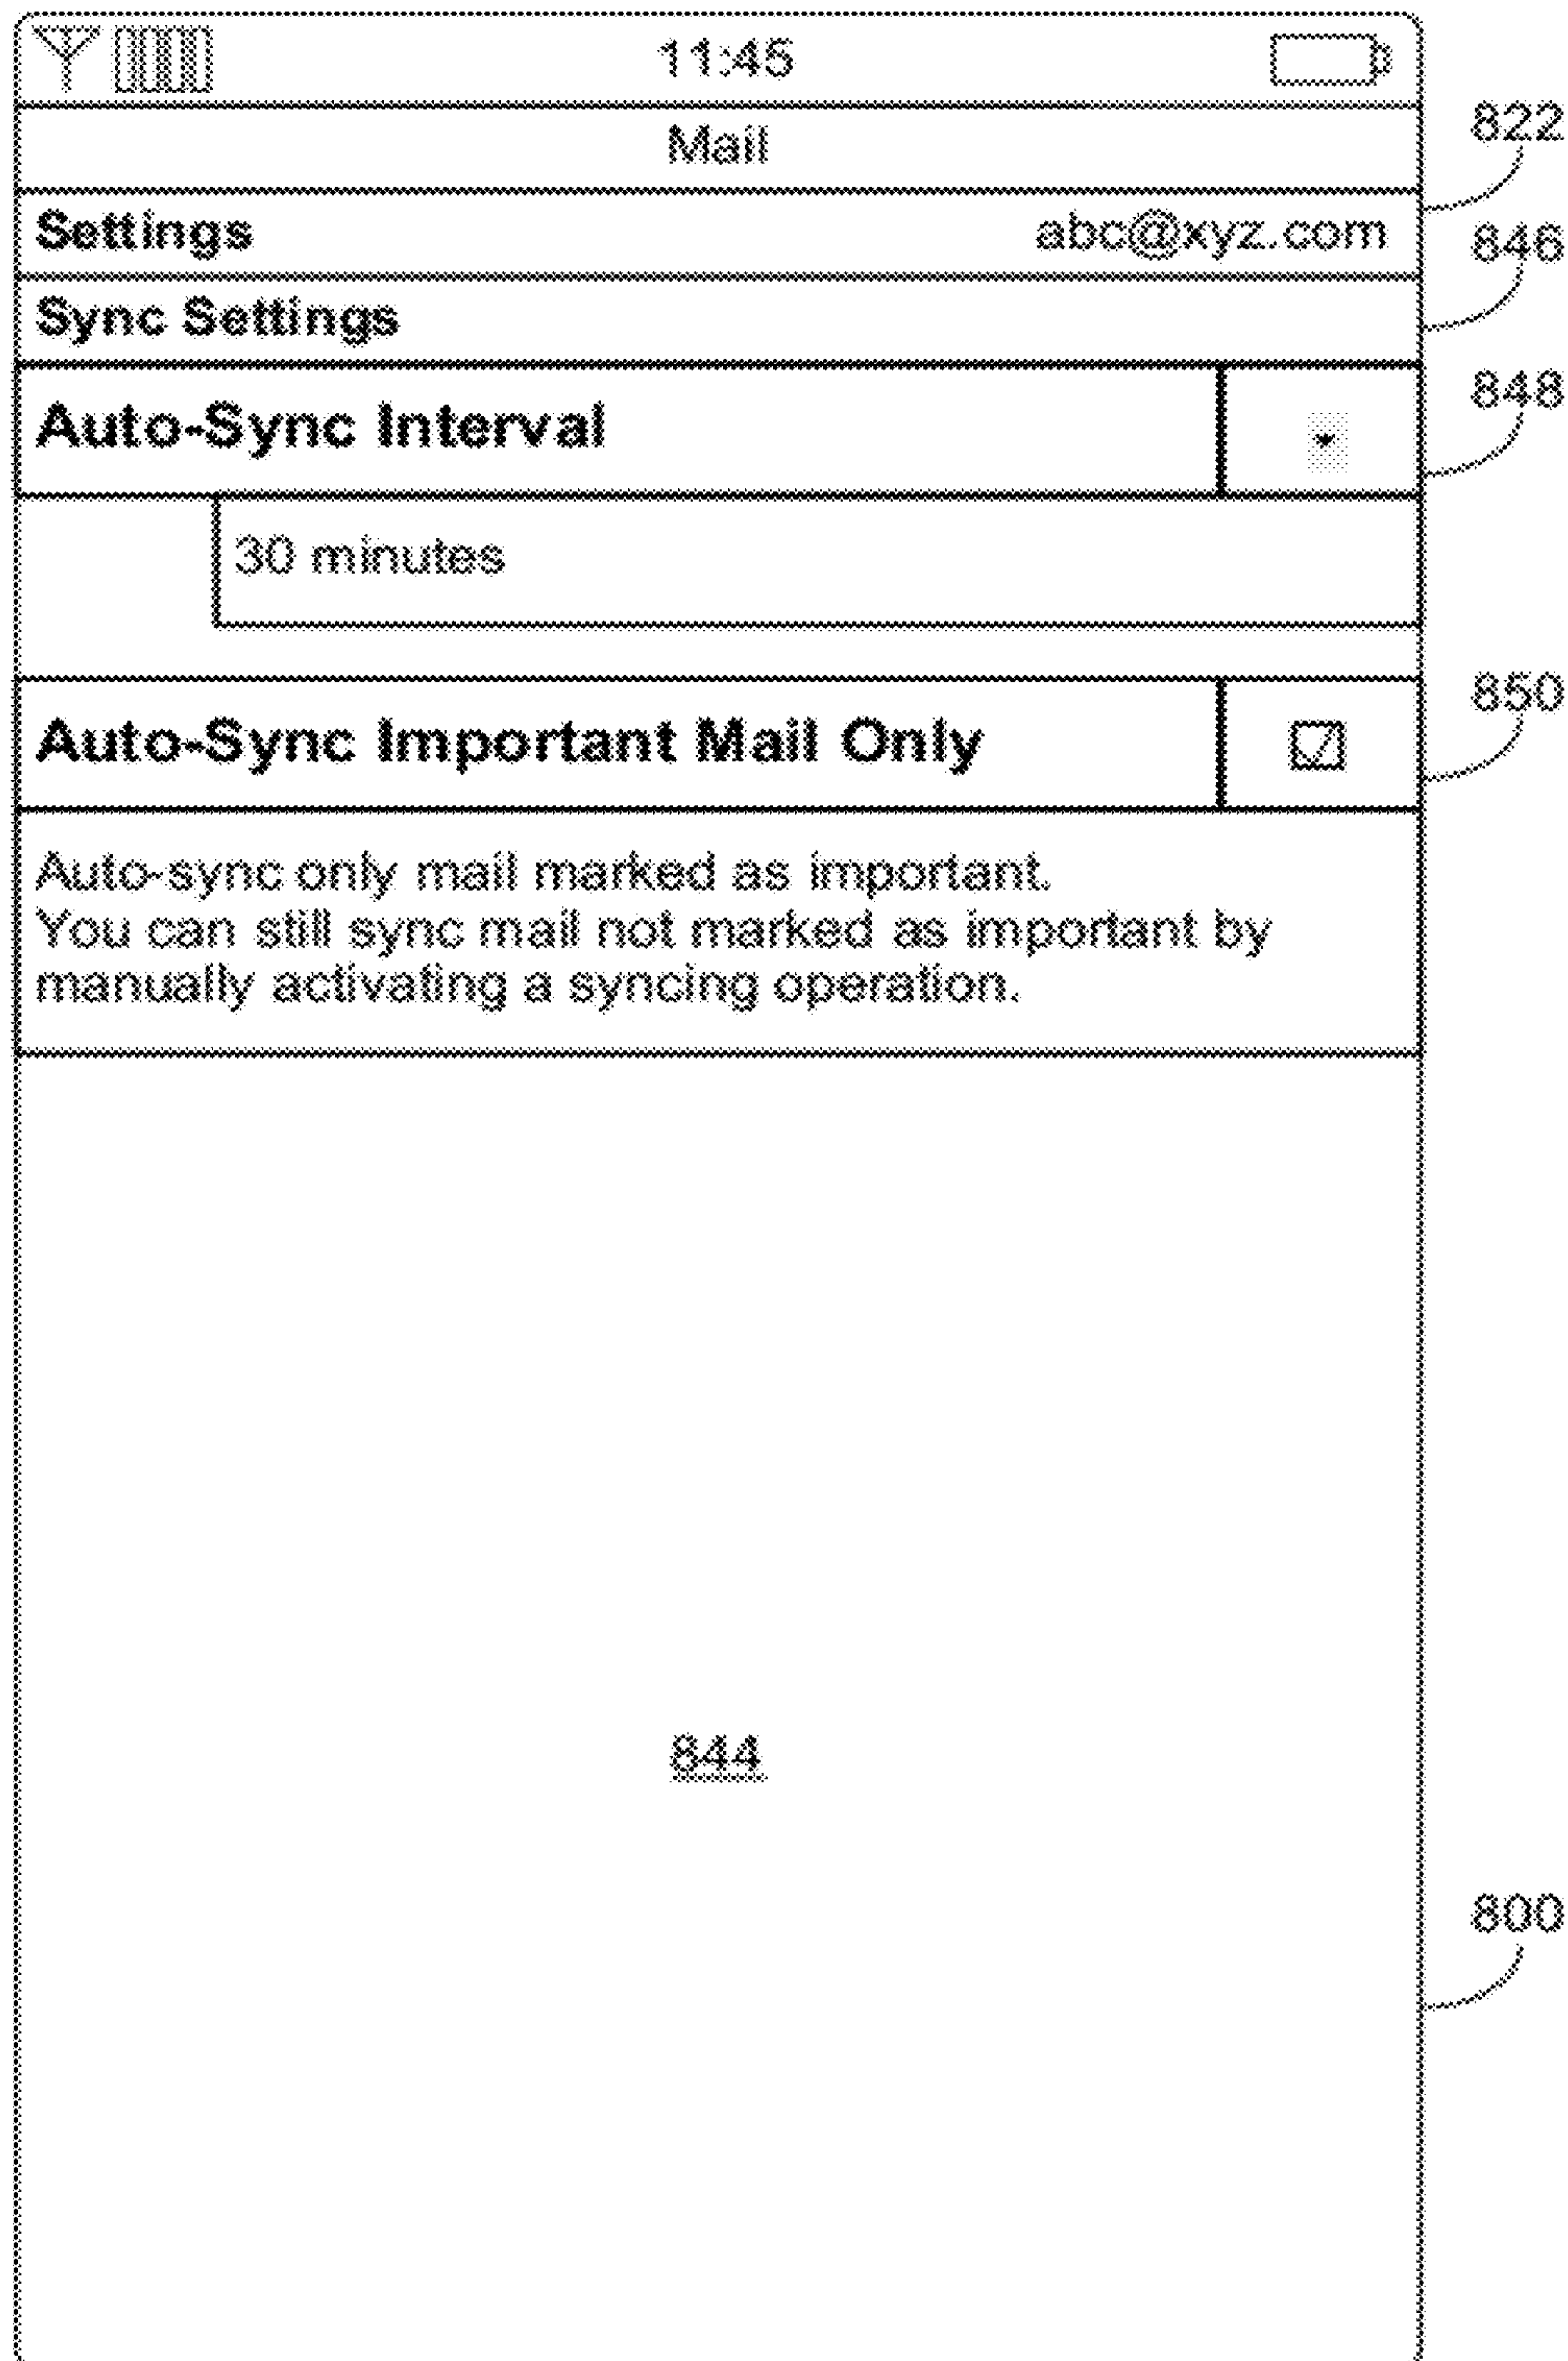 11:45
Mail
822
Settings abc@xyz.com
846
Sync Settings
848
Auto-Sync Interval
30 minutes
850
Auto-Sync Important Mail Only
Auto-sync only mail marked as important.
You can still sync mail not marked as important by
manually activating a syncing operation.
844
800